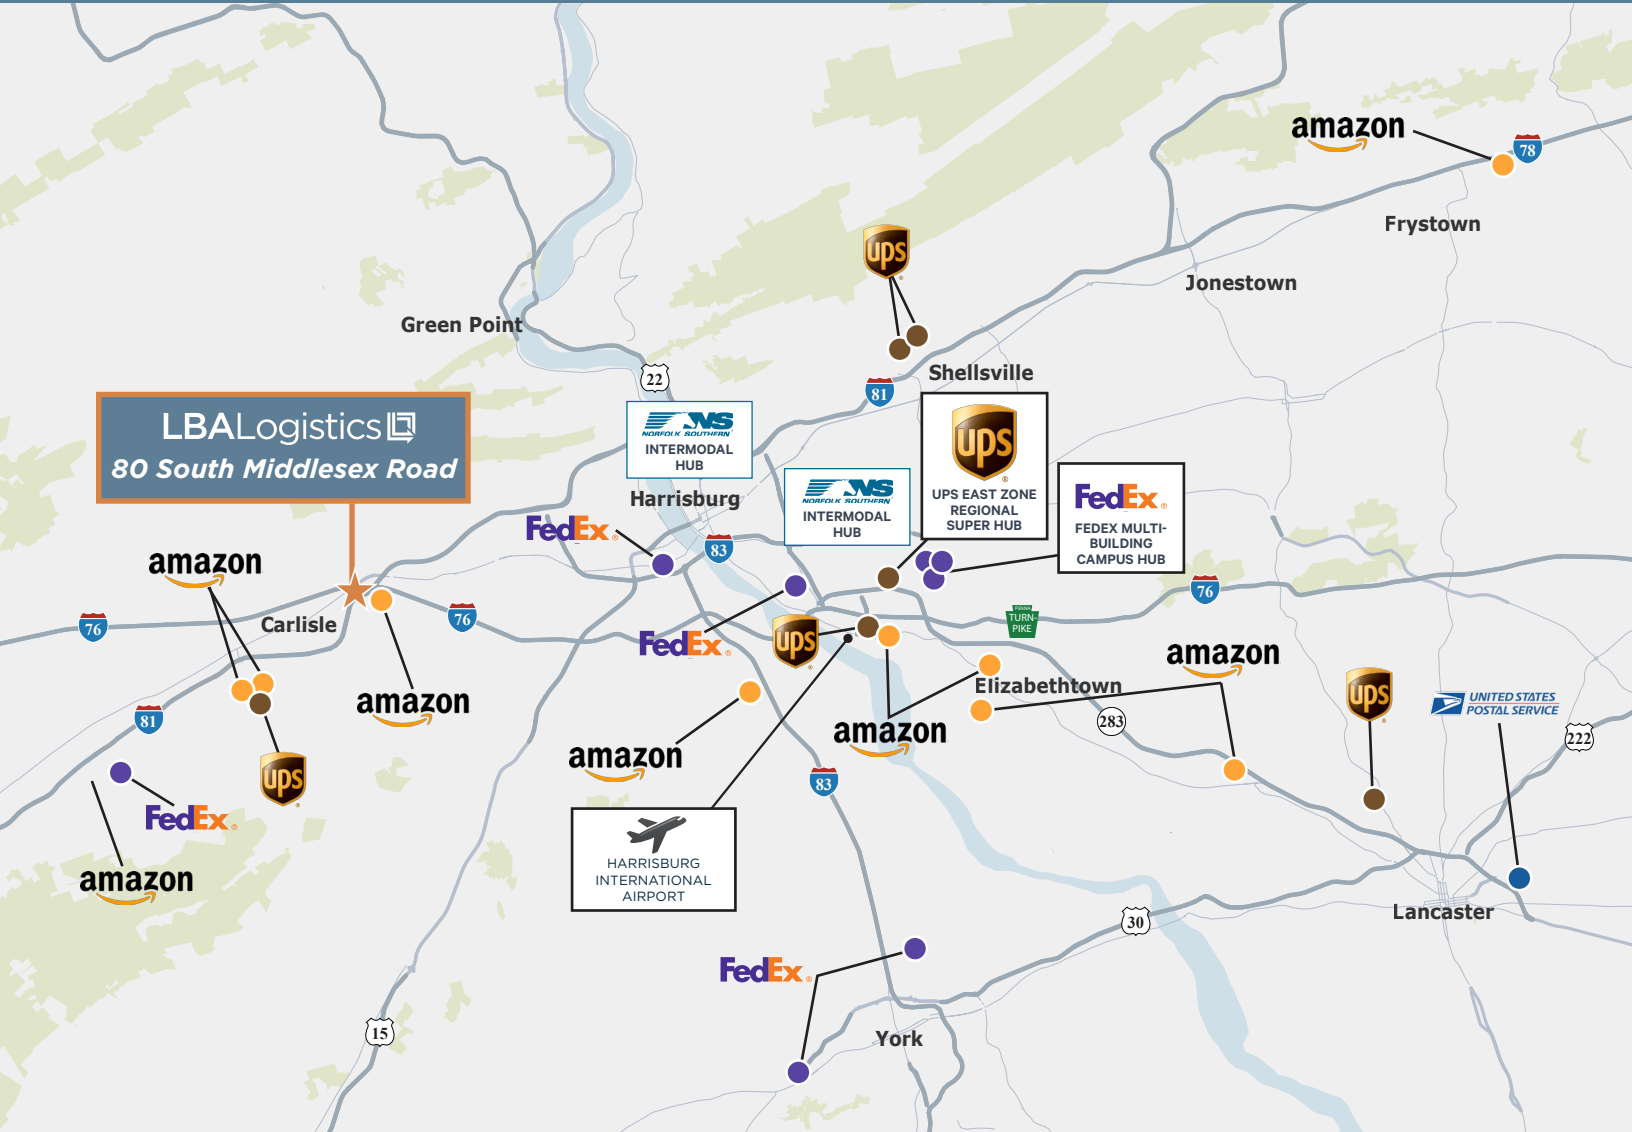 amazon
78
Frystown
ups
Jonestown
Green Point
22
Shellsville
81
LBALogistics
80 South Middlesex Road
NS
NORFOLK SOUTHERN
INTERMODAL
HUB
ups
UPS EAST ZONE
REGIONAL
SUPER HUB
NS
NORFOLK SOUTHERN
INTERMODAL
HUB
FedEx®
FEDEX MULTI-
BUILDING
CAMPUS HUB
Harrisburg
FedEx®
83
amazon
76
Carlisle
76
76
PENNA
TURN-
PIKE
FedEx®
ups
amazon
Elizabethtown
amazon
81
amazon
amazon
283
ups
UNITED STATES
POSTAL SERVICE
222
ups
83
FedEx®
amazon
HARRISBURG
INTERNATIONAL
AIRPORT
Lancaster
30
FedEx®
15
York